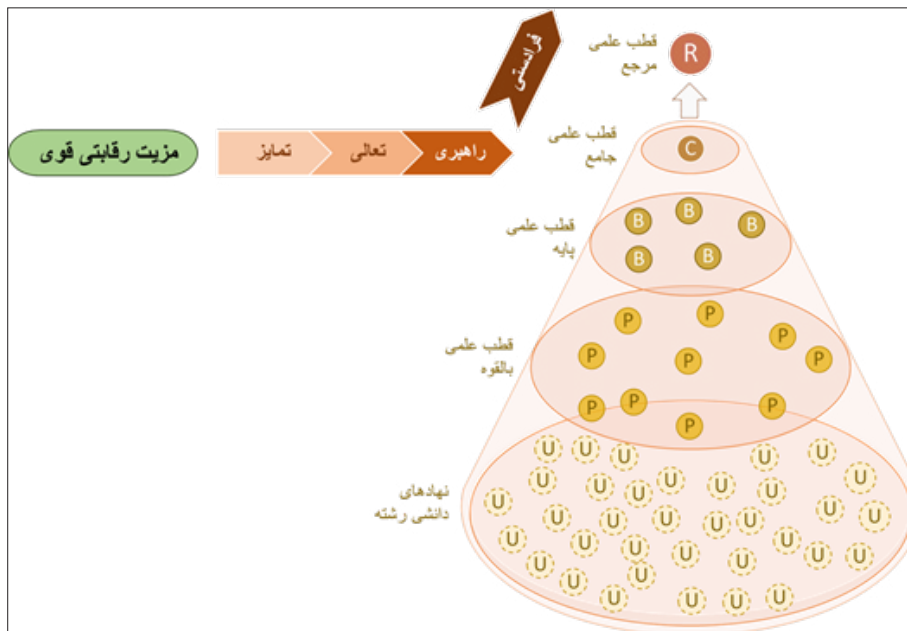 فرادستی
قطب علمی
مرجع
R
مزیت رقابتی قوی
تمایز
تعالی
راهبری
قطب علمی
جامع
C
قطب علمی
پایه
B B B
B B
قطب علمی
بالقوه
P P P
P P P
P P P
P
نهادهای
دانشی رشته
U U U U U
U U U U U U U
U U U U U U U U
U U U U U U U U
U U U
U U U U